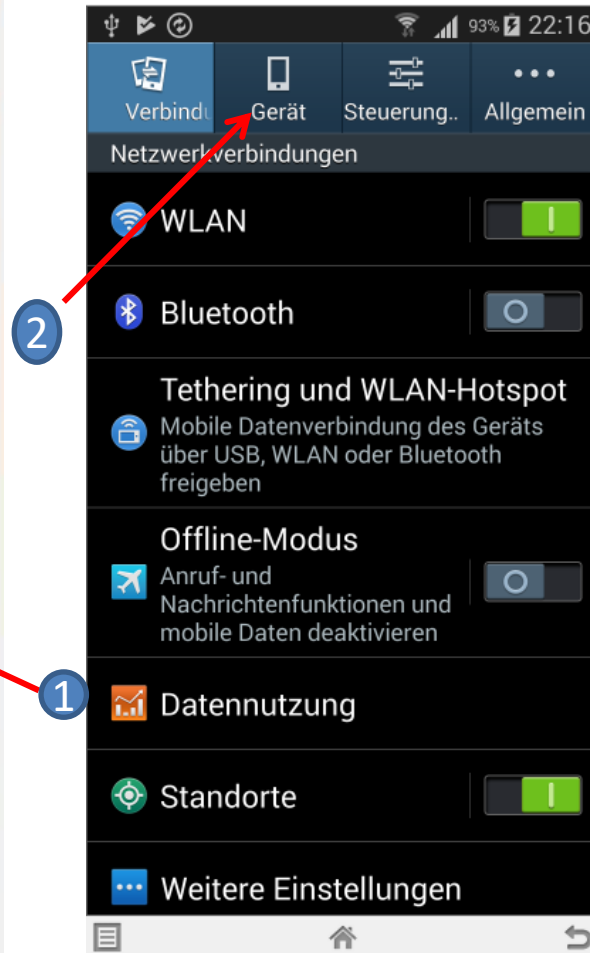 93% 22:16
Verbindu Gerät Steuerung.. Allgemein
Netzwerkverbindungen
WLAN
2
Bluetooth
Tethering und WLAN-Hotspot
Mobile Datenverbindung des Geräts
über USB, WLAN oder Bluetooth
freigeben
Offline-Modus
Anruf- und
Nachrichtenfunktionen und
mobile Daten deaktivieren
1
Datennutzung
Standorte
Weitere Einstellungen